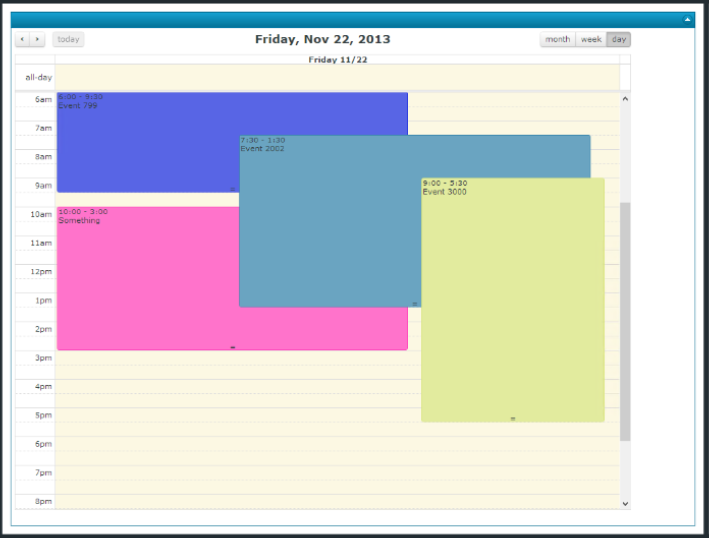 today
Friday, Nov 22, 2013
month week day
Friday 11/22
all-day
6am
6:00 - 9:30
Event 799
7am
7:30 - 1:30
Event 2002
8am
9am
9:00 - 5:30
Event 3000
10am
10:00 - 3:00
Something
11am
12pm
1pm
2pm
3pm
4pm
5pm
6pm
7pm
8pm